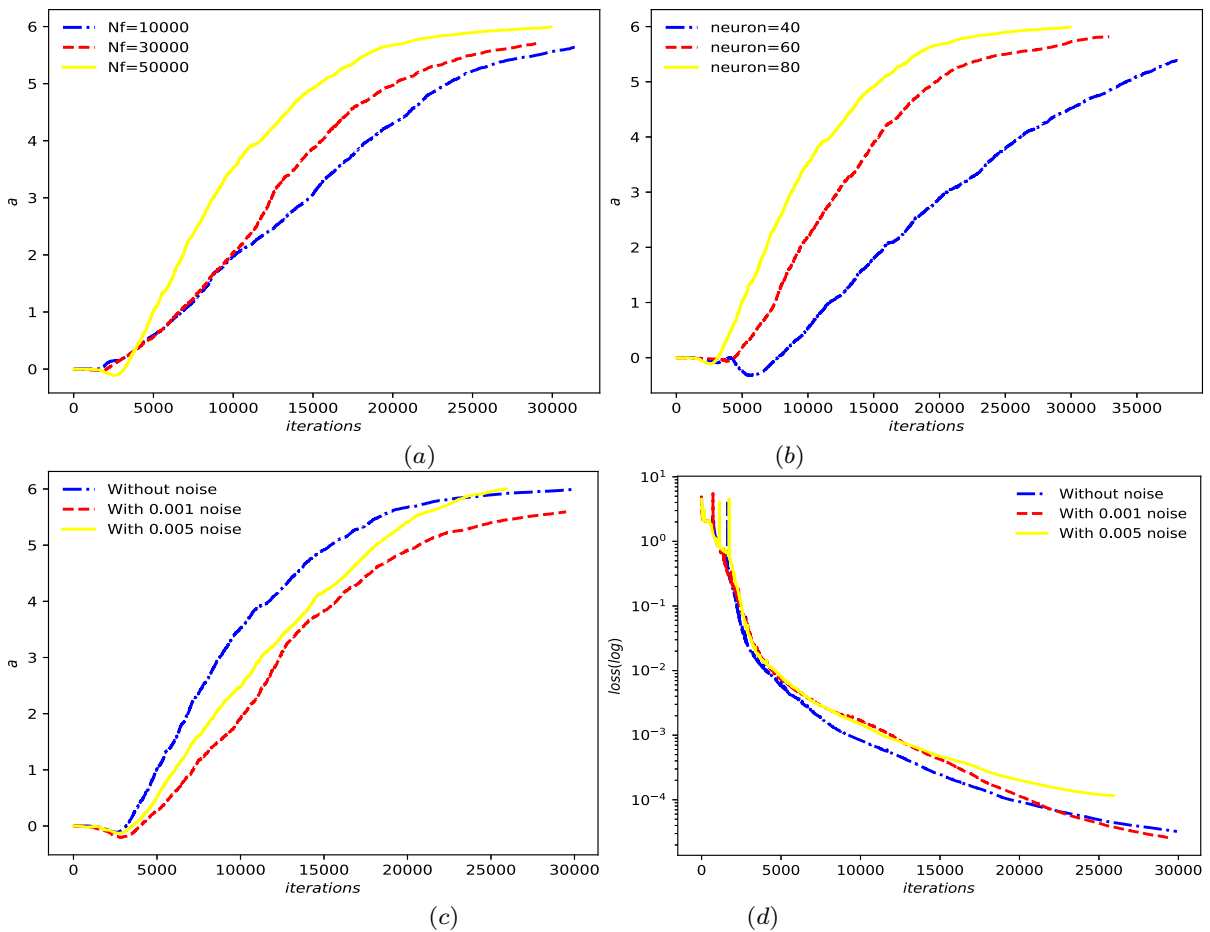 Nf=10000
Nf=30000
Nf=50000
6
5
4
3
2
1
0
a
0 5000 10000 15000 20000 25000 30000
iterations
(a)
neuron=40
neuron=60
neuron=80
6
5
4
3
2
1
0
a
0 5000 10000 15000 20000 25000 30000 35000
iterations
(b)
Without noise
With 0.001 noise
With 0.005 noise
6
5
4
3
2
1
0
a
0 5000 10000 15000 20000 25000 30000
iterations
(c)
Without noise
With 0.001 noise
With 0.005 noise
10¹
10⁰
10⁻¹
10⁻²
10⁻³
10⁻⁴
loss(log)
0 5000 10000 15000 20000 25000 30000
iterations
(d)